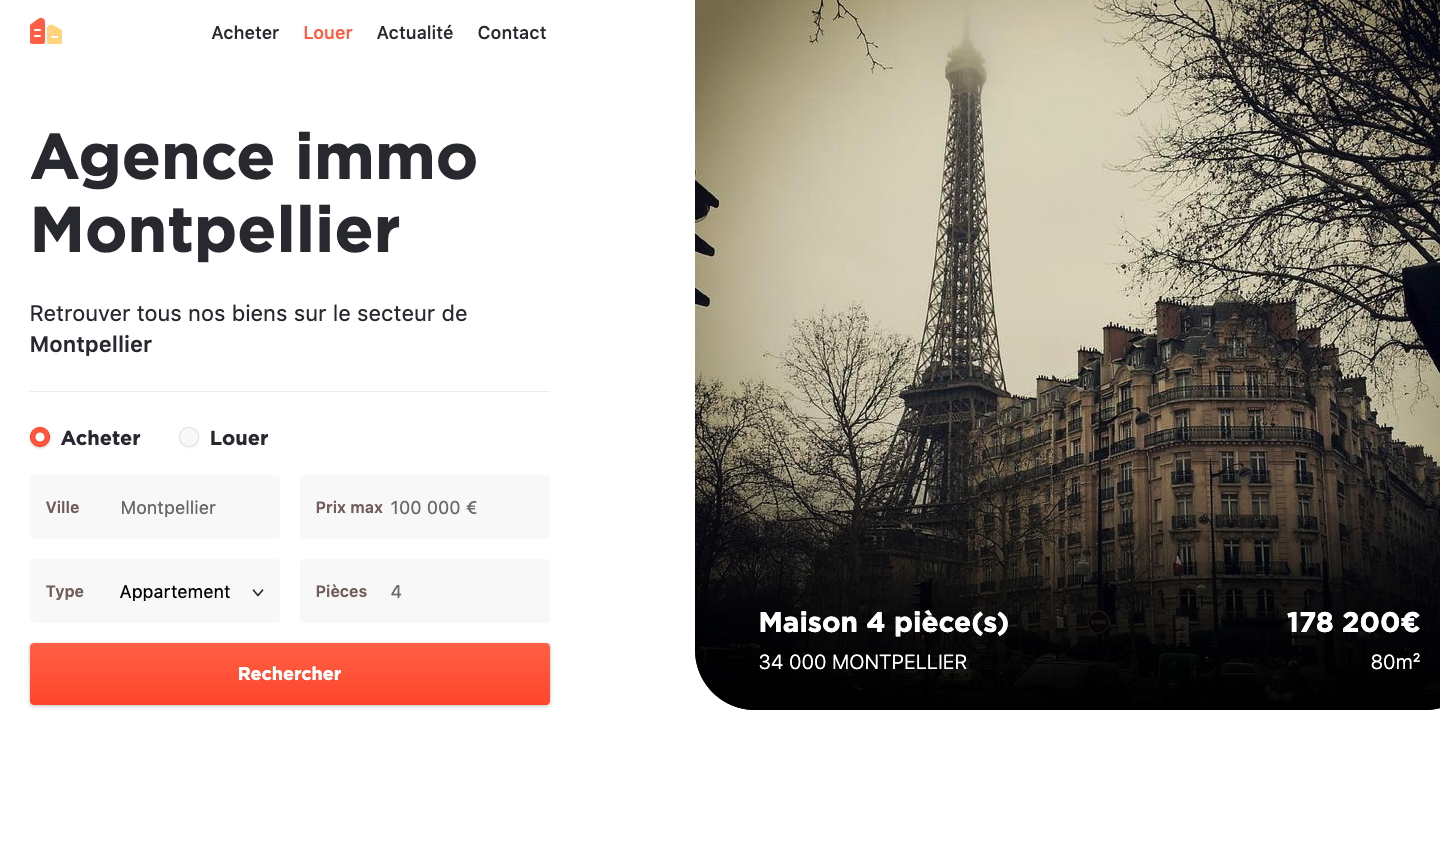 Acheter Louer Actualité Contact
Agence immo
Montpellier
Retrouver tous nos biens sur le secteur de
Montpellier
Acheter Louer
Ville Montpellier Prix max 100 000 €
Type Appartement Pièces 4
Rechercher
Maison 4 pièce(s) 178 200€
34 000 MONTPELLIER 80m²